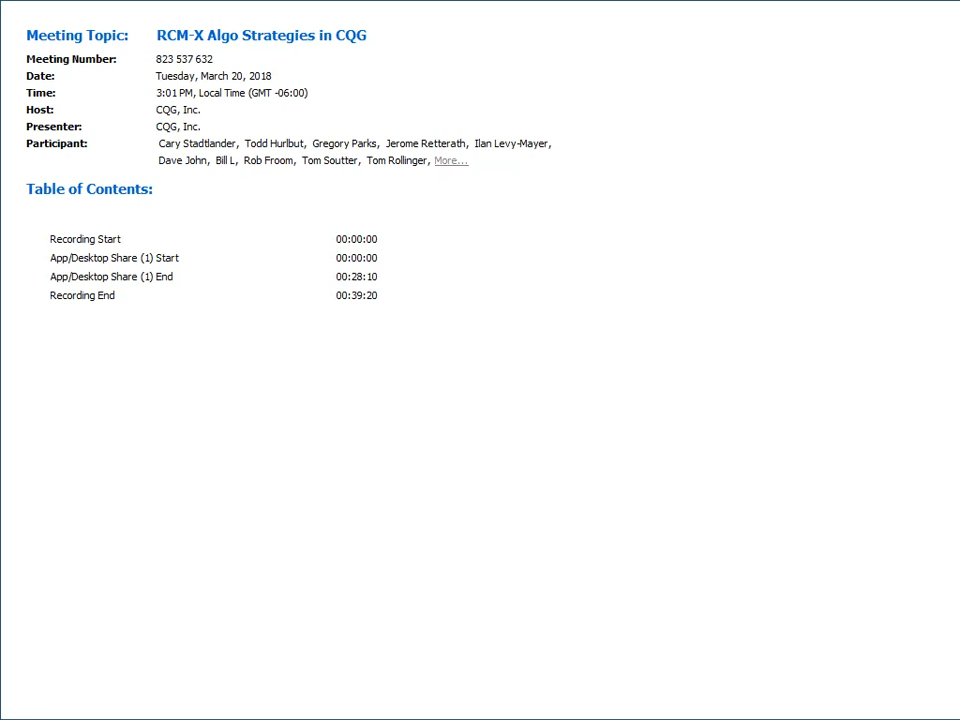 Meeting Topic: RCM-X Algo Strategies in CQG
Meeting Number: 823 537 632
Date: Tuesday, March 20, 2018
Time: 3:01 PM, Local Time (GMT -06:00)
Host: CQG, Inc.
Presenter: CQG, Inc.
Participant: Cary Stadtlander, Todd Hurlbut, Gregory Parks, Jerome Retterath, Ilan Levy-Mayer,
Dave John, Bill L, Rob Froom, Tom Soutter, Tom Rollinger, More...
Table of Contents:
Recording Start 00:00:00
App/Desktop Share (1) Start 00:00:00
App/Desktop Share (1) End 00:28:10
Recording End 00:39:20